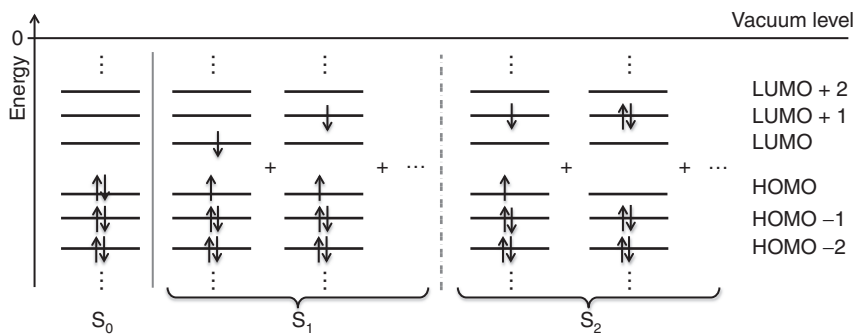 Vacuum level
0
Energy
LUMO + 2
LUMO + 1
LUMO
+ + ... + + ...
HOMO
HOMO –1
HOMO –2
S₀ S₁ S₂